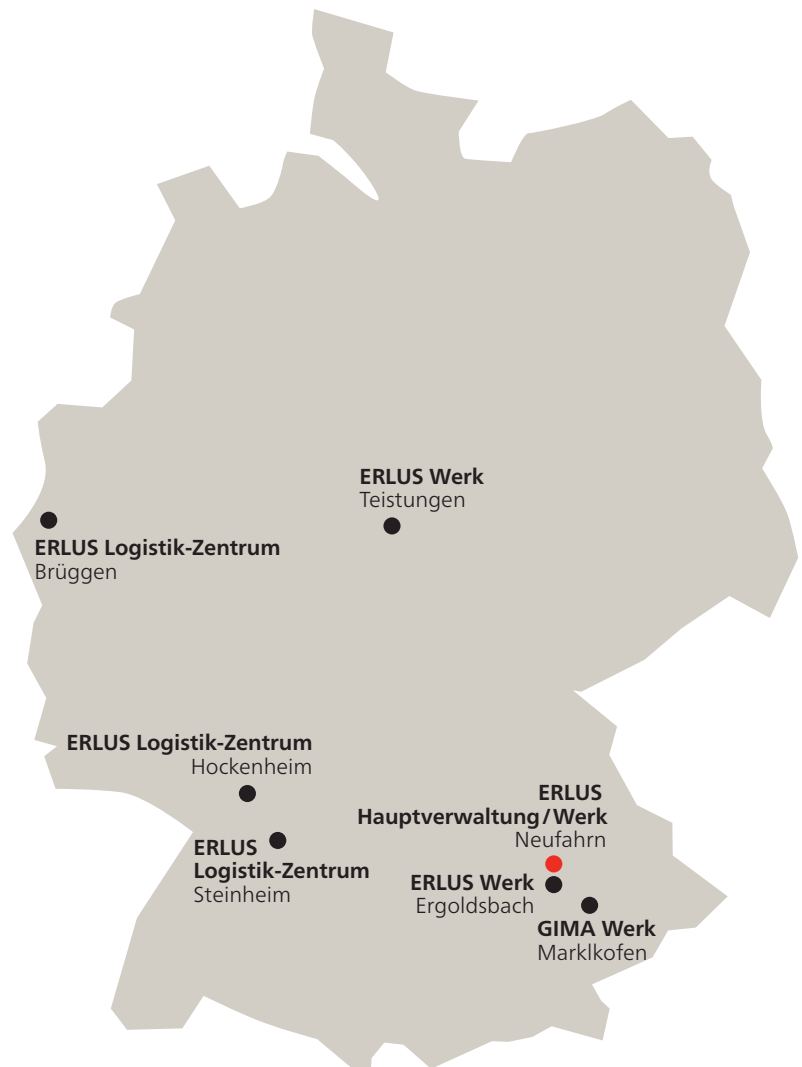 ERLUS Werk
Teistungen
ERLUS Logistik-Zentrum
Brüggen
ERLUS Logistik-Zentrum
Hockenheim
ERLUS
Logistik-Zentrum
Steinheim
ERLUS
Hauptverwaltung/Werk
Neufahrn
ERLUS Werk
Ergoldsbach
GIMA Werk
Marklkofen